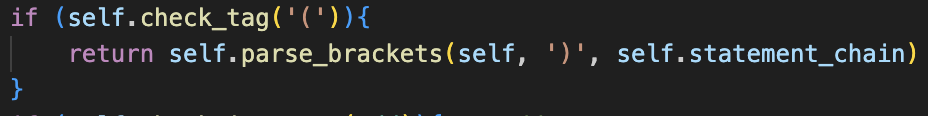 if (self.check_tag('(')){
    return self.parse_brackets(self, ')', self.statement_chain)
}